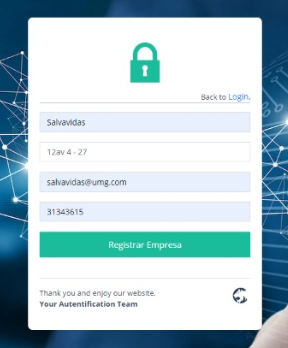 Back to Login.
Salvavidas
12av 4 - 27
salvavidas@umg.com
31343615
Registrar Empresa
Thank you and enjoy our website.
Your Autentification Team